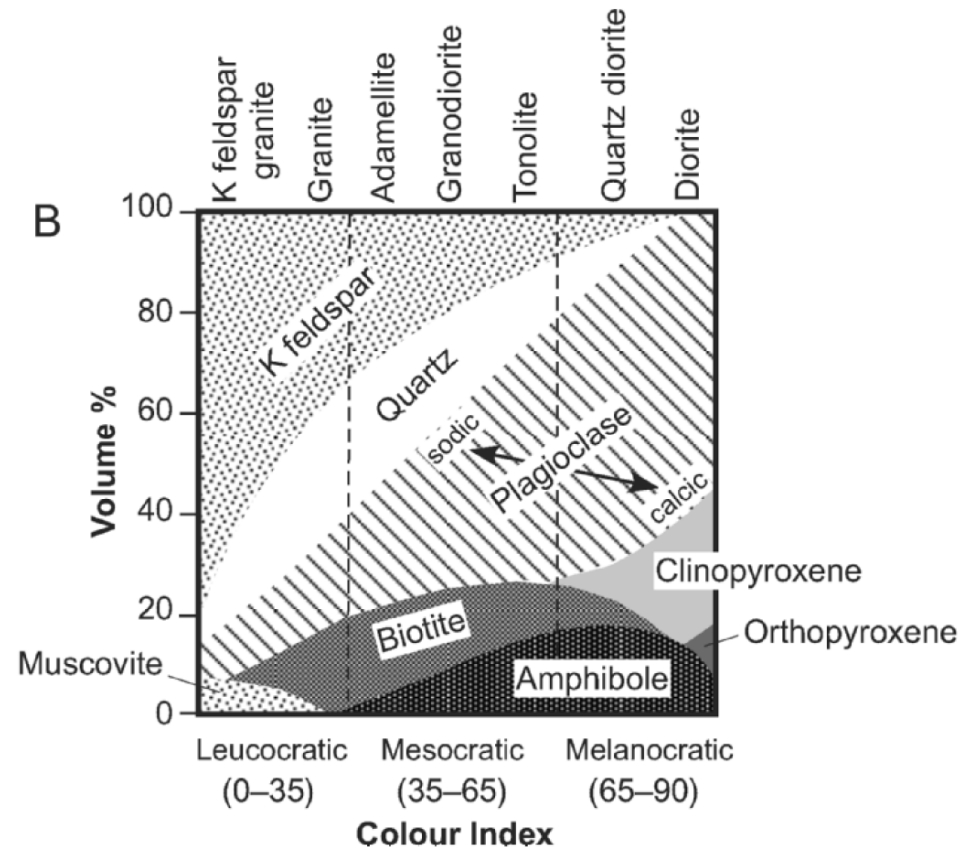 K feldspar
granite
Granite
Adamellite
Granodiorite
Tonolite
Quartz diorite
Diorite
B
100
80
60
40
20
0
Volume %
K feldspar
Quartz
sodic
Plagioclase
calcic
Clinopyroxene
Orthopyroxene
Biotite
Amphibole
Muscovite
Leucocratic
(0–35)
Mesocratic
(35–65)
Melanocratic
(65–90)
Colour Index